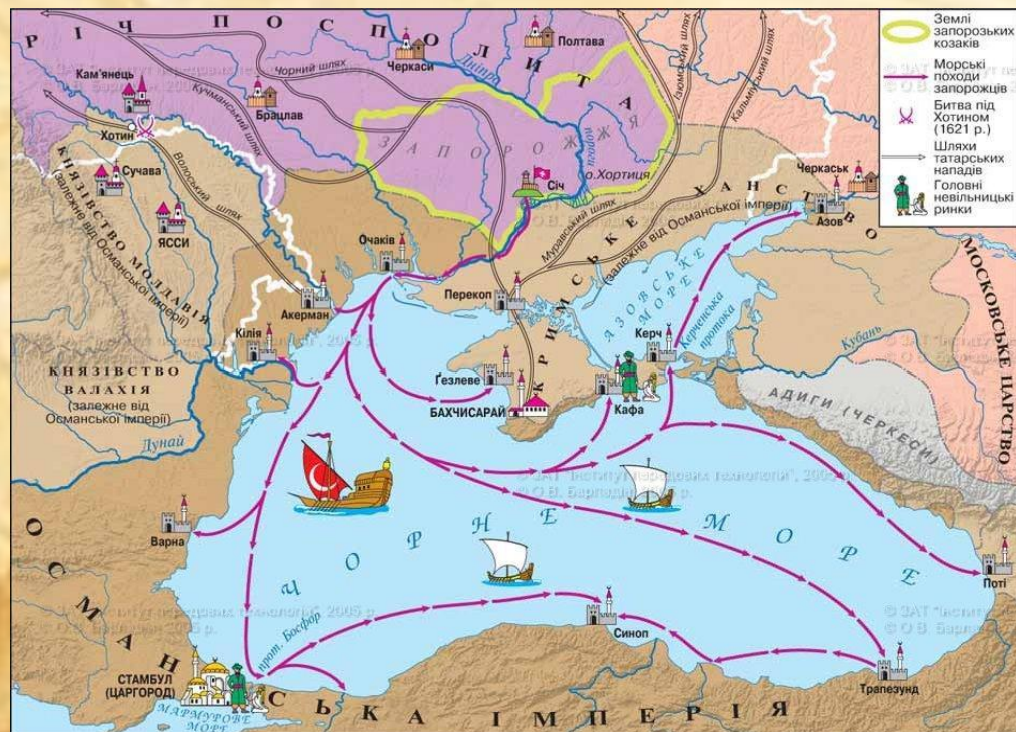 РІЧ ПОСПОЛИТА
Полтава
Черкаси
Дніпро
Чорний шлях
Кучманський шлях
Кам'янець
Брацлав
Хотин
Волоський шлях
ЗАПОРОЖЖЯ
пороги
о.Хортиця
Січ
Ізюмський шлях
Кальміуський шлях
Муравський шлях
Черкаськ
Азов
Сучава
ЯССИ
КНЯЗІВСТВО МОЛДАВІЯ
(залежне від Османської імперії)
Очаків
Акерман
Кілія
Перекоп
КРИМСЬКЕ ХАНСТВО
(залежне від Османської імперії)
АЗОВСЬКЕ МОРЕ
Керч
Керченська протока
Кубань
МОСКОВСЬКЕ ЦАРСТВО
АДИГИ (ЧЕРКЕСИ)
Ґезлеве
БАХЧИСАРАЙ
Кафа
КНЯЗІВСТВО ВАЛАХІЯ
(залежне від Османської імперії)
Дунай
Варна
ЧОРНЕ МОРЕ
Поті
Синоп
Трапезунд
прот. Босфор
СТАМБУЛ
(ЦАРГОРОД)
МАРМУРОВЕ
МОРЕ
ОСМАНСЬКА ІМПЕРІЯ
Землі
запорозьких
козаків
Морські
походи
запорожців
Битва під
Хотином
(1621 р.)
Шляхи
татарських
нападів
Головні
невільницькі
ринки
© ЗАТ "Інститут передових технологій", 2005 р.